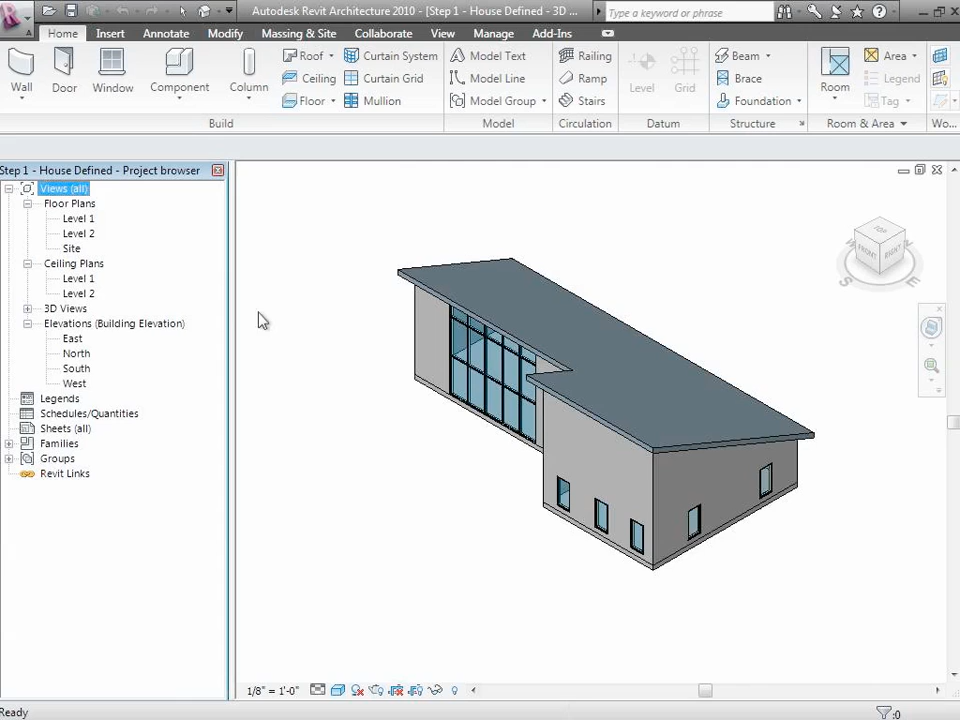 Autodesk Revit Architecture 2010 - [Step 1 - House Defined - 3D ...
Type a keyword or phrase
Home Insert Annotate Modify Massing & Site Collaborate View Manage Add-Ins
Roof Curtain System Model Text Railing Beam Area
Wall Door Window Component Column Ceiling Curtain Grid Model Line Ramp Level Grid Brace Room Legend
Floor Mullion Model Group Stairs Foundation Tag
Build Model Circulation Datum Structure Room & Area Wo...
Step 1 - House Defined - Project browser
Views (all)
Floor Plans
Level 1
Level 2
Site
Ceiling Plans
Level 1
Level 2
3D Views
Elevations (Building Elevation)
East
North
South
West
Legends
Schedules/Quantities
Sheets (all)
Families
Groups
Revit Links
TOP
FRONT
RIGHT
W
S
E
1/8" = 1'-0"
Ready
:0